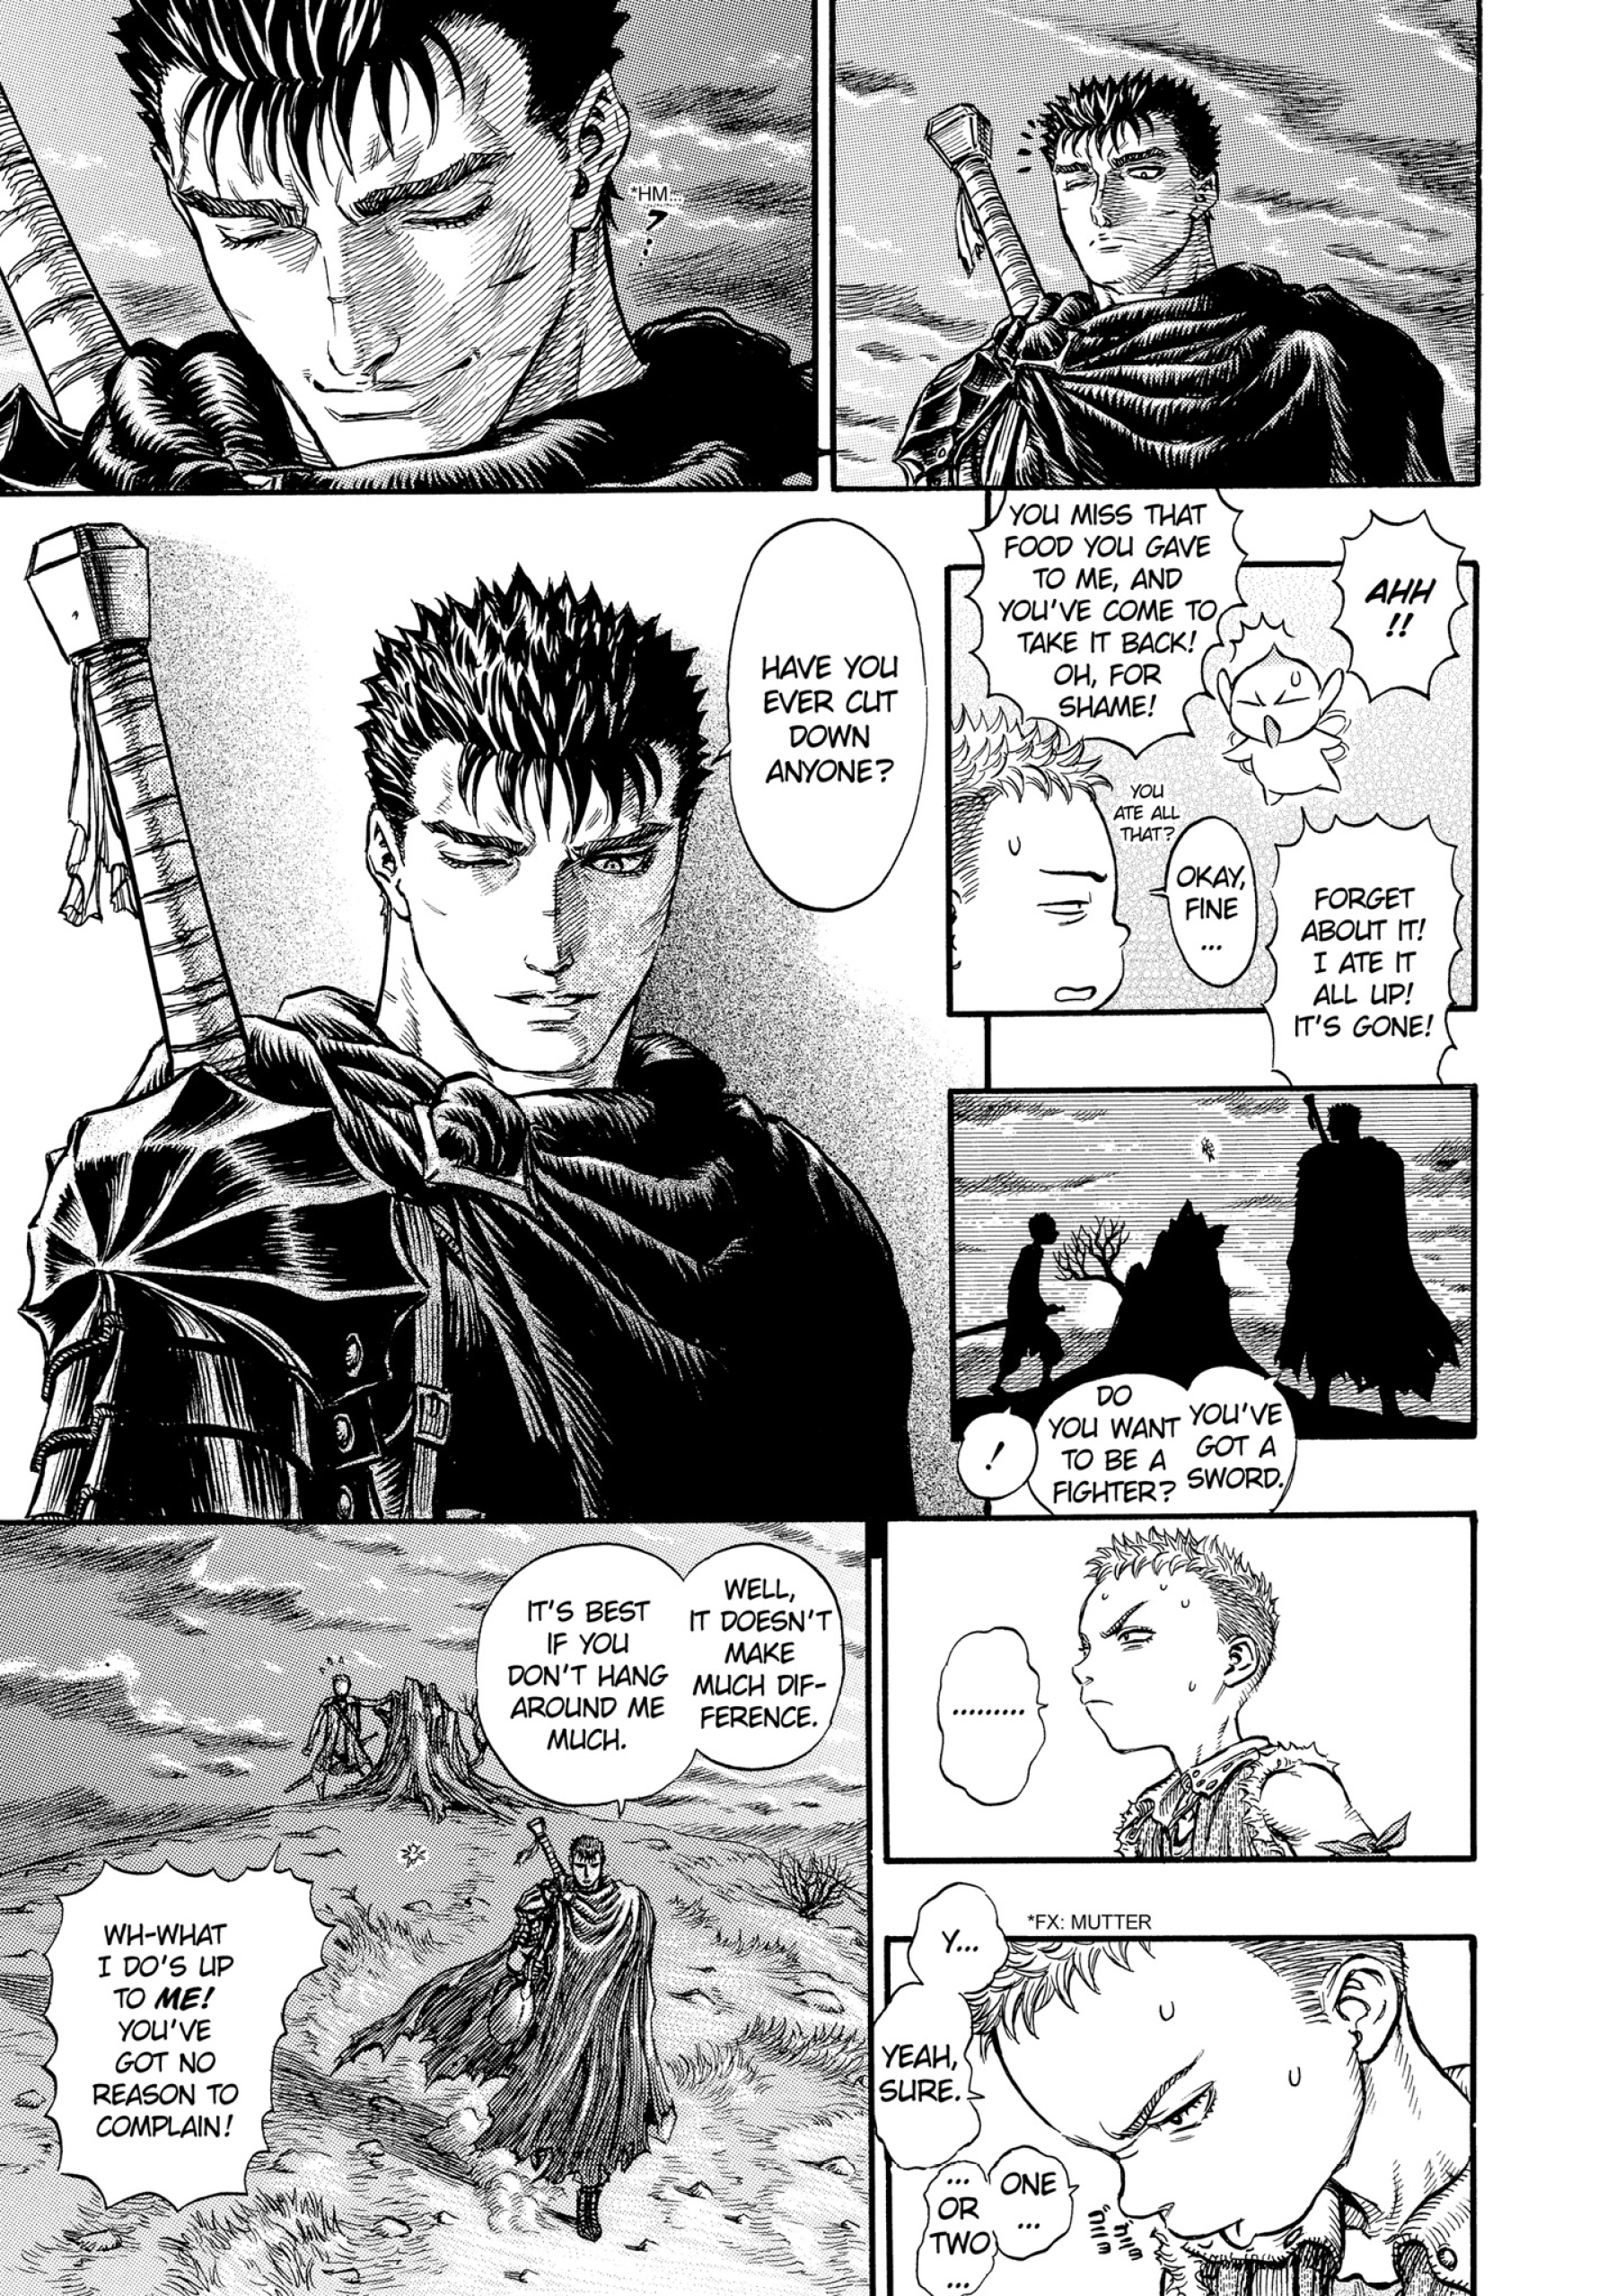 *HM...
フ…
AHH
!!
YOU MISS THAT
FOOD YOU GAVE
TO ME, AND
YOU'VE COME TO
TAKE IT BACK!
OH, FOR
SHAME!
FORGET
ABOUT IT!
I ATE IT
ALL UP!
IT'S GONE!
YOU
ATE ALL
THAT?
OKAY,
FINE
...
YOU'VE
GOT A
SWORD.
DO
YOU WANT
TO BE A
FIGHTER?
!
HAVE YOU
EVER CUT
DOWN
ANYONE?
.........
*FX: MUTTER
Y...
YEAH,
SURE.
ONE
...
...
OR
TWO
...
WELL,
IT DOESN'T
MAKE
MUCH DIF-
FERENCE.
IT'S BEST
IF YOU
DON'T HANG
AROUND ME
MUCH.
WH-WHAT
I DO'S UP
TO ME!
YOU'VE
GOT NO
REASON TO
COMPLAIN!